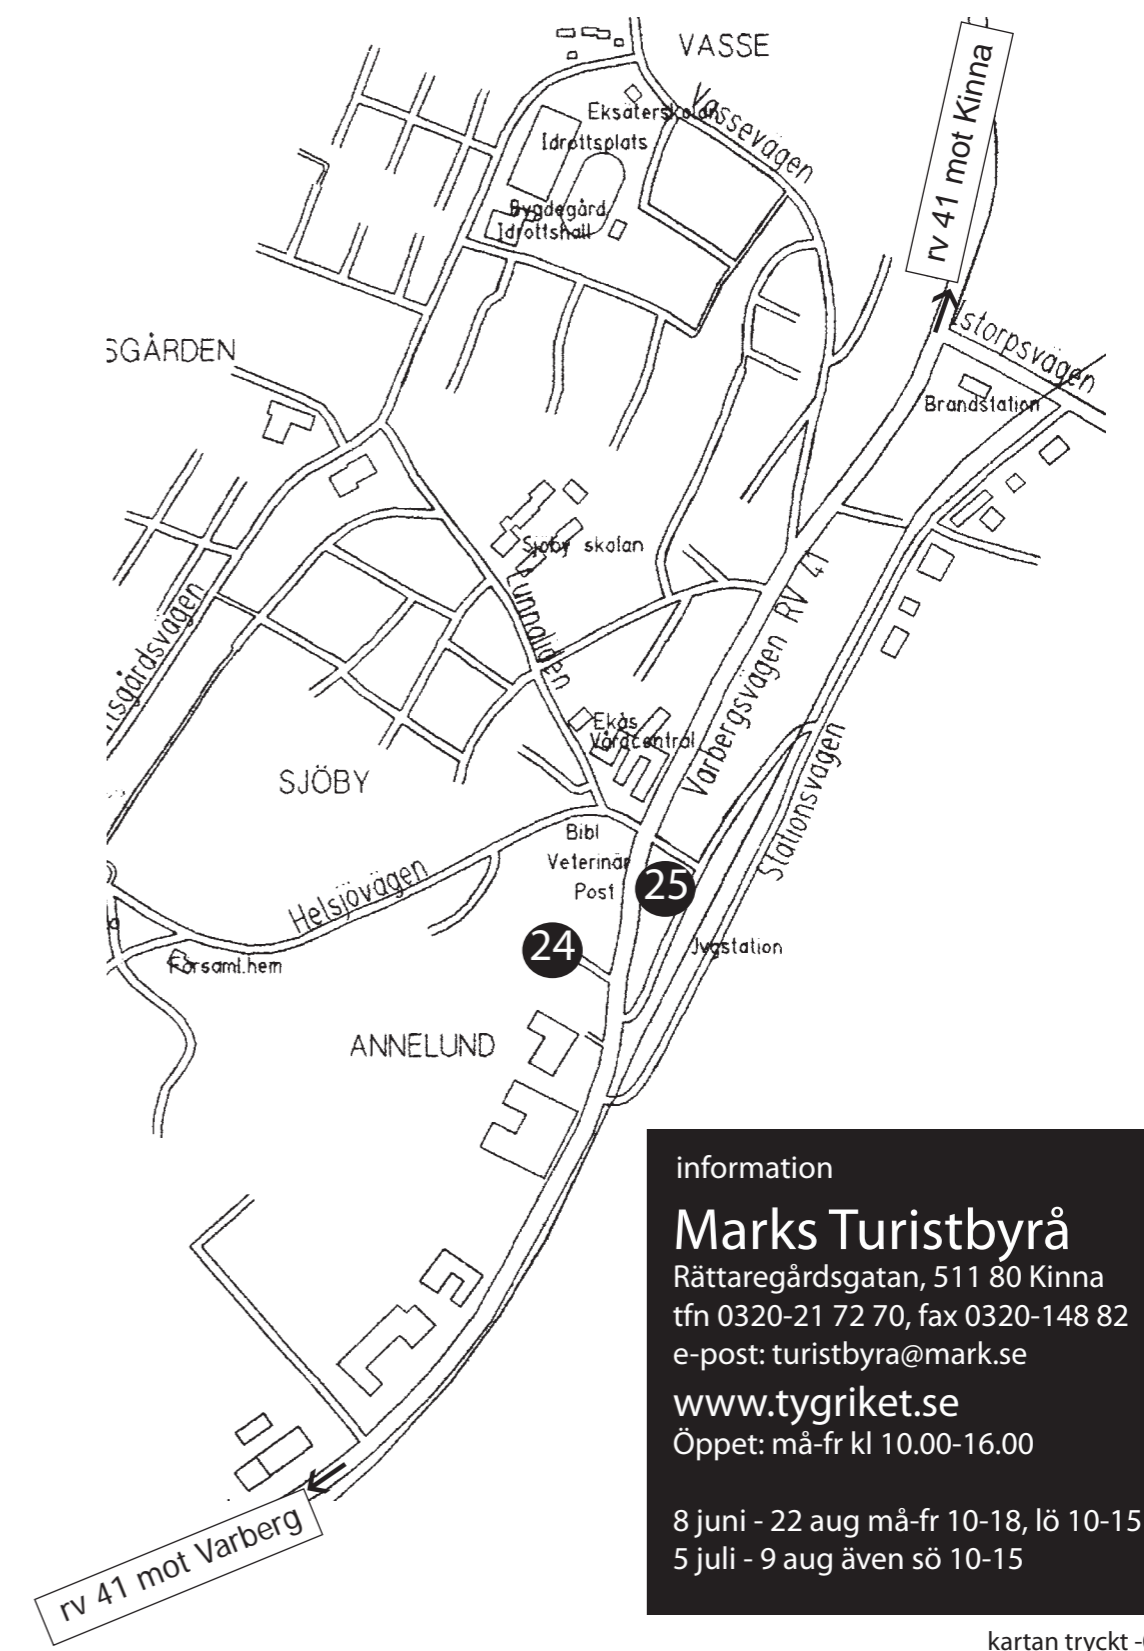 VASSE
rv 41 mot Kinna
Vassevägen
Eksäterskolan
Idrottsplats
Bygdegård
Idrottshall
Istorpsvägen
SGÅRDEN
Brandstation
Sjöby skolan
Varbergsvägen RV 41
Lunnaliden
Ekås
Vårdcentral
SJÖBY
Stationsvägen
Bibl
Veterinär
Post
25
Helsjövägen
24
Församl.hem
ANNELUND
information
Marks Turistbyrå
Rättaregårdsgatan, 511 80 Kinna
tfn 0320-21 72 70, fax 0320-148 82
e-post: turistbyra@mark.se
www.tygriket.se
Öppet: må-fr kl 10.00-16.00
8 juni - 22 aug må-fr 10-18, lö 10-15
5 juli - 9 aug även sö 10-15
rv 41 mot Varberg
kartan tryckt